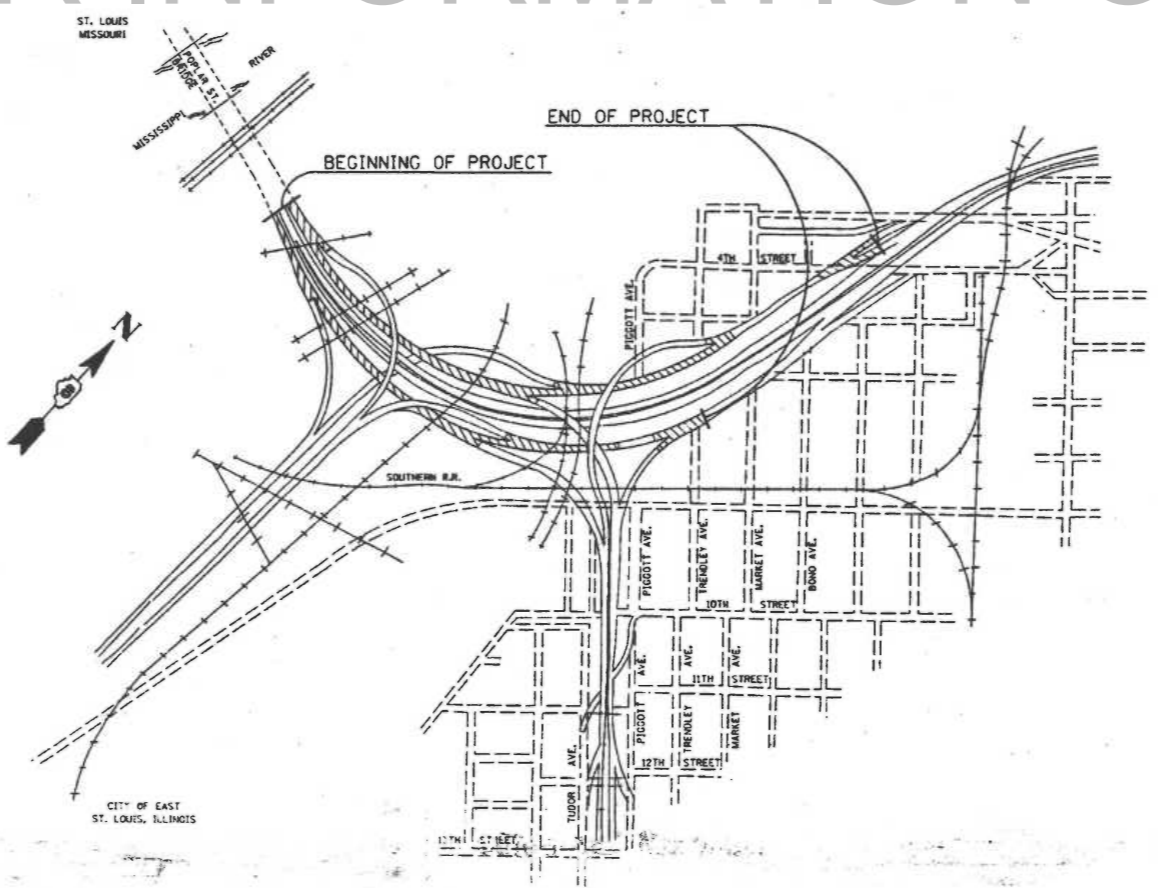 R INFORMATION O
ST. LOUIS
MISSOURI
POPLAR ST.
BRIDGE
MISSISSIPPI
RIVER
END OF PROJECT
BEGINNING OF PROJECT
N
4TH STREET
PIGGOTT AVE.
SOUTHERN R.R.
PIGGOTT AVE.
TRENDLEY AVE.
MARKET AVE.
BOND AVE.
10TH STREET
PIGGOTT AVE.
TRENDLEY AVE.
MARKET AVE.
11TH STREET
12TH STREET
TUDOR AVE.
CITY OF EAST
ST. LOUIS, ILLINOIS
STREET